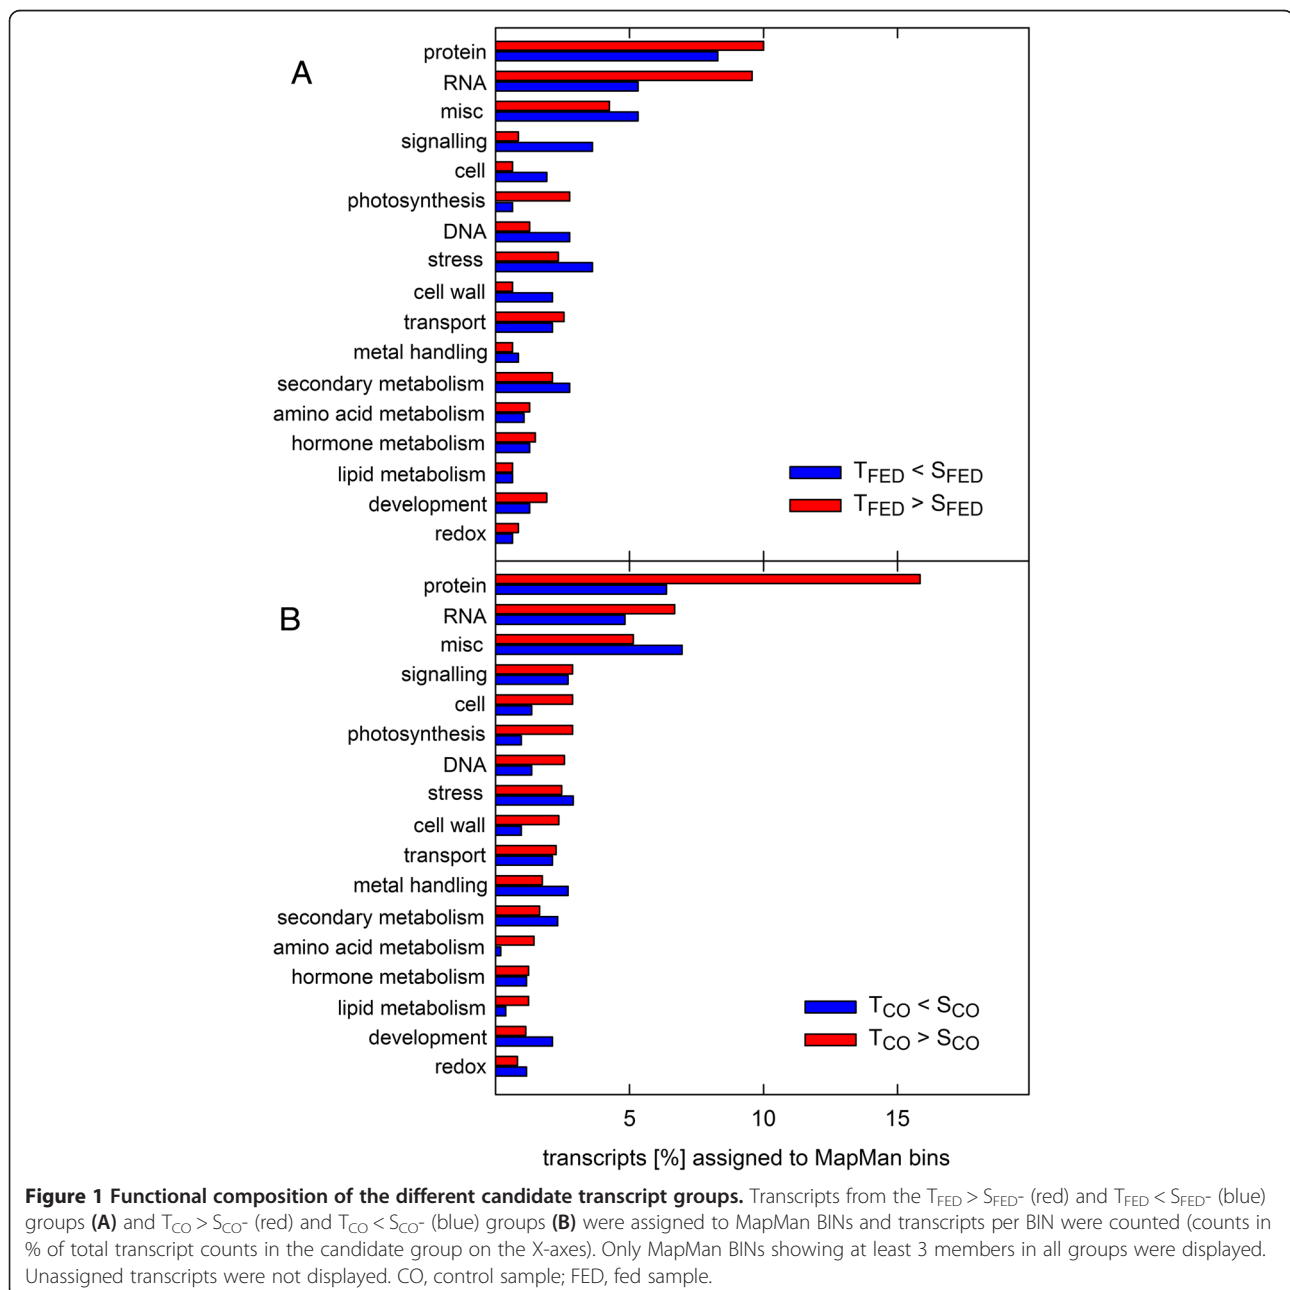 A
protein
RNA
misc
signalling
cell
photosynthesis
DNA
stress
cell wall
transport
metal handling
secondary metabolism
amino acid metabolism
hormone metabolism
lipid metabolism
development
redox
T_FED < S_FED
T_FED > S_FED
B
protein
RNA
misc
signalling
cell
photosynthesis
DNA
stress
cell wall
transport
metal handling
secondary metabolism
amino acid metabolism
hormone metabolism
lipid metabolism
development
redox
T_CO < S_CO
T_CO > S_CO
5 10 15
transcripts [%] assigned to MapMan bins
Figure 1 Functional composition of the different candidate transcript groups. Transcripts from the T_FED > S_FED- (red) and T_FED < S_FED- (blue)
groups (A) and T_CO > S_CO- (red) and T_CO < S_CO- (blue) groups (B) were assigned to MapMan BINs and transcripts per BIN were counted (counts in
% of total transcript counts in the candidate group on the X-axes). Only MapMan BINs showing at least 3 members in all groups were displayed.
Unassigned transcripts were not displayed. CO, control sample; FED, fed sample.